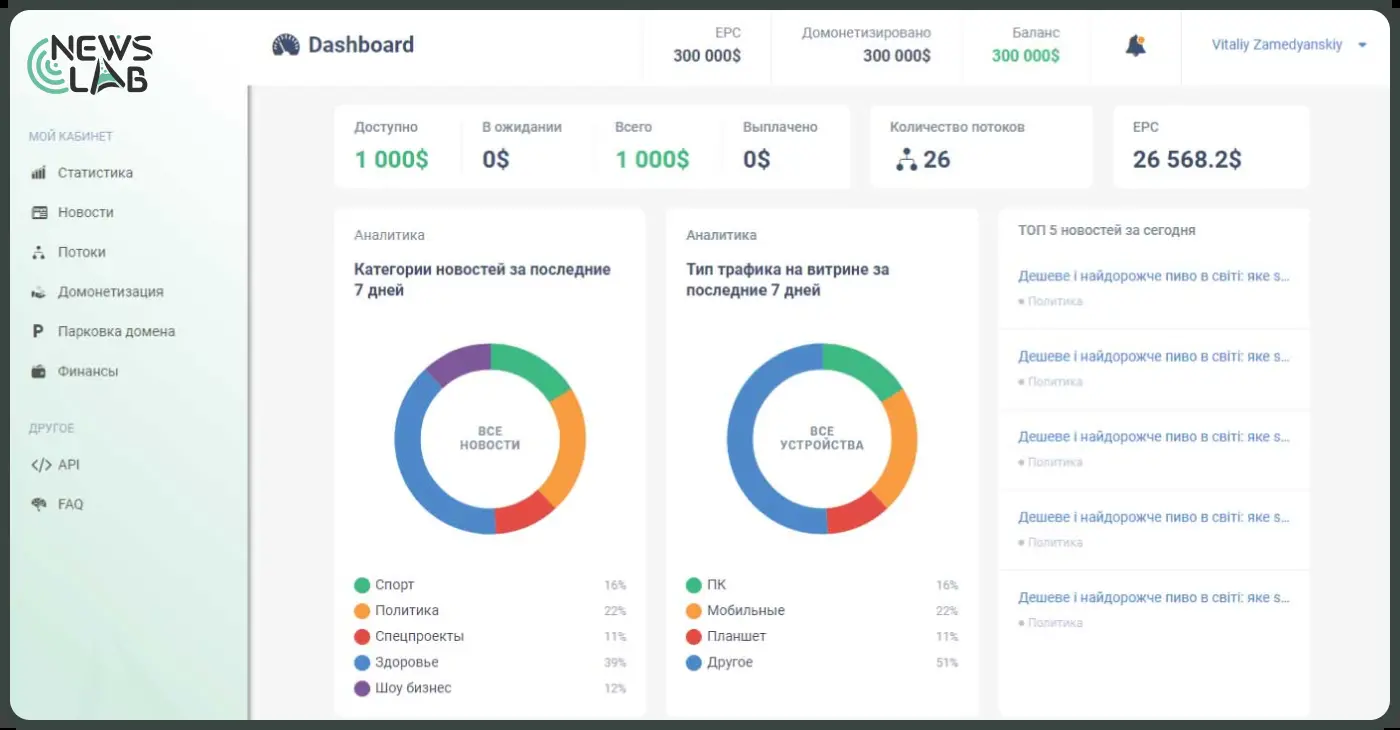 NEWS
LAB
Dashboard
EPC
300 000$
Домонетизировано
300 000$
Баланс
300 000$
Vitaliy Zamedyanskiy
МОЙ КАБИНЕТ
Статистика
Новости
Потоки
Домонетизация
P Парковка домена
Финансы
ДРУГОЕ
</> API
FAQ
Доступно
1 000$
В ожидании
0$
Всего
1 000$
Выплачено
0$
Количество потоков
26
EPC
26 568.2$
Аналитика
Категории новостей за последние
7 дней
ВСЕ
НОВОСТИ
Спорт 16%
Политика 22%
Спецпроекты 11%
Здоровье 39%
Шоу бизнес 12%
Аналитика
Тип трафика на витрине за
последние 7 дней
ВСЕ
УСТРОЙСТВА
ПК 16%
Мобильные 22%
Планшет 11%
Другое 51%
ТОП 5 новостей за сегодня
Дешеве і найдорожче пиво в світі: яке s...
Политика
Дешеве і найдорожче пиво в світі: яке s...
Политика
Дешеве і найдорожче пиво в світі: яке s...
Политика
Дешеве і найдорожче пиво в світі: яке s...
Политика
Дешеве і найдорожче пиво в світі: яке s...
Политика